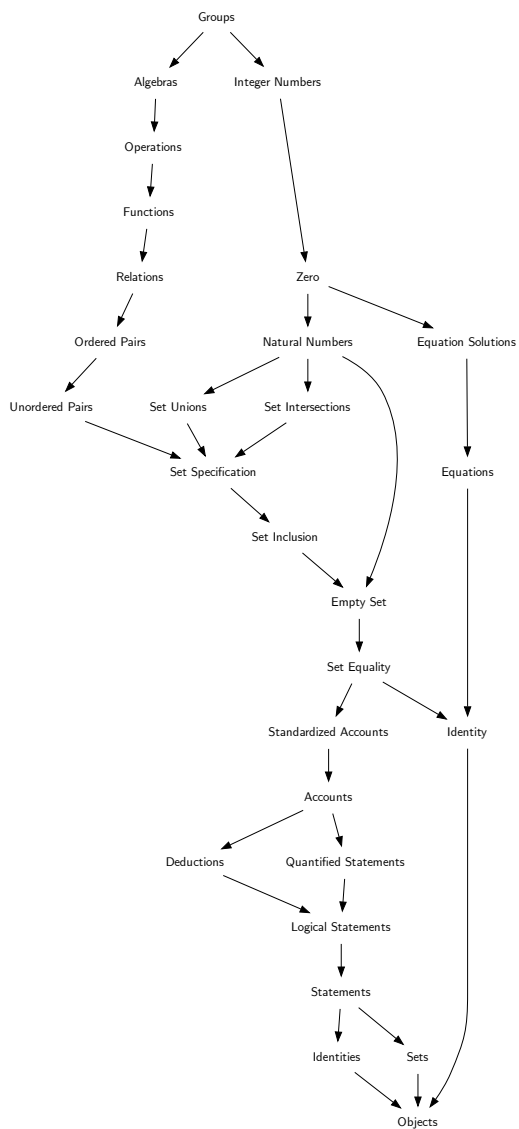 Groups
Algebras
Integer Numbers
Operations
Functions
Relations
Zero
Ordered Pairs
Natural Numbers
Equation Solutions
Unordered Pairs
Set Unions
Set Intersections
Set Specification
Equations
Set Inclusion
Empty Set
Set Equality
Standardized Accounts
Identity
Accounts
Deductions
Quantified Statements
Logical Statements
Statements
Identities
Sets
Objects